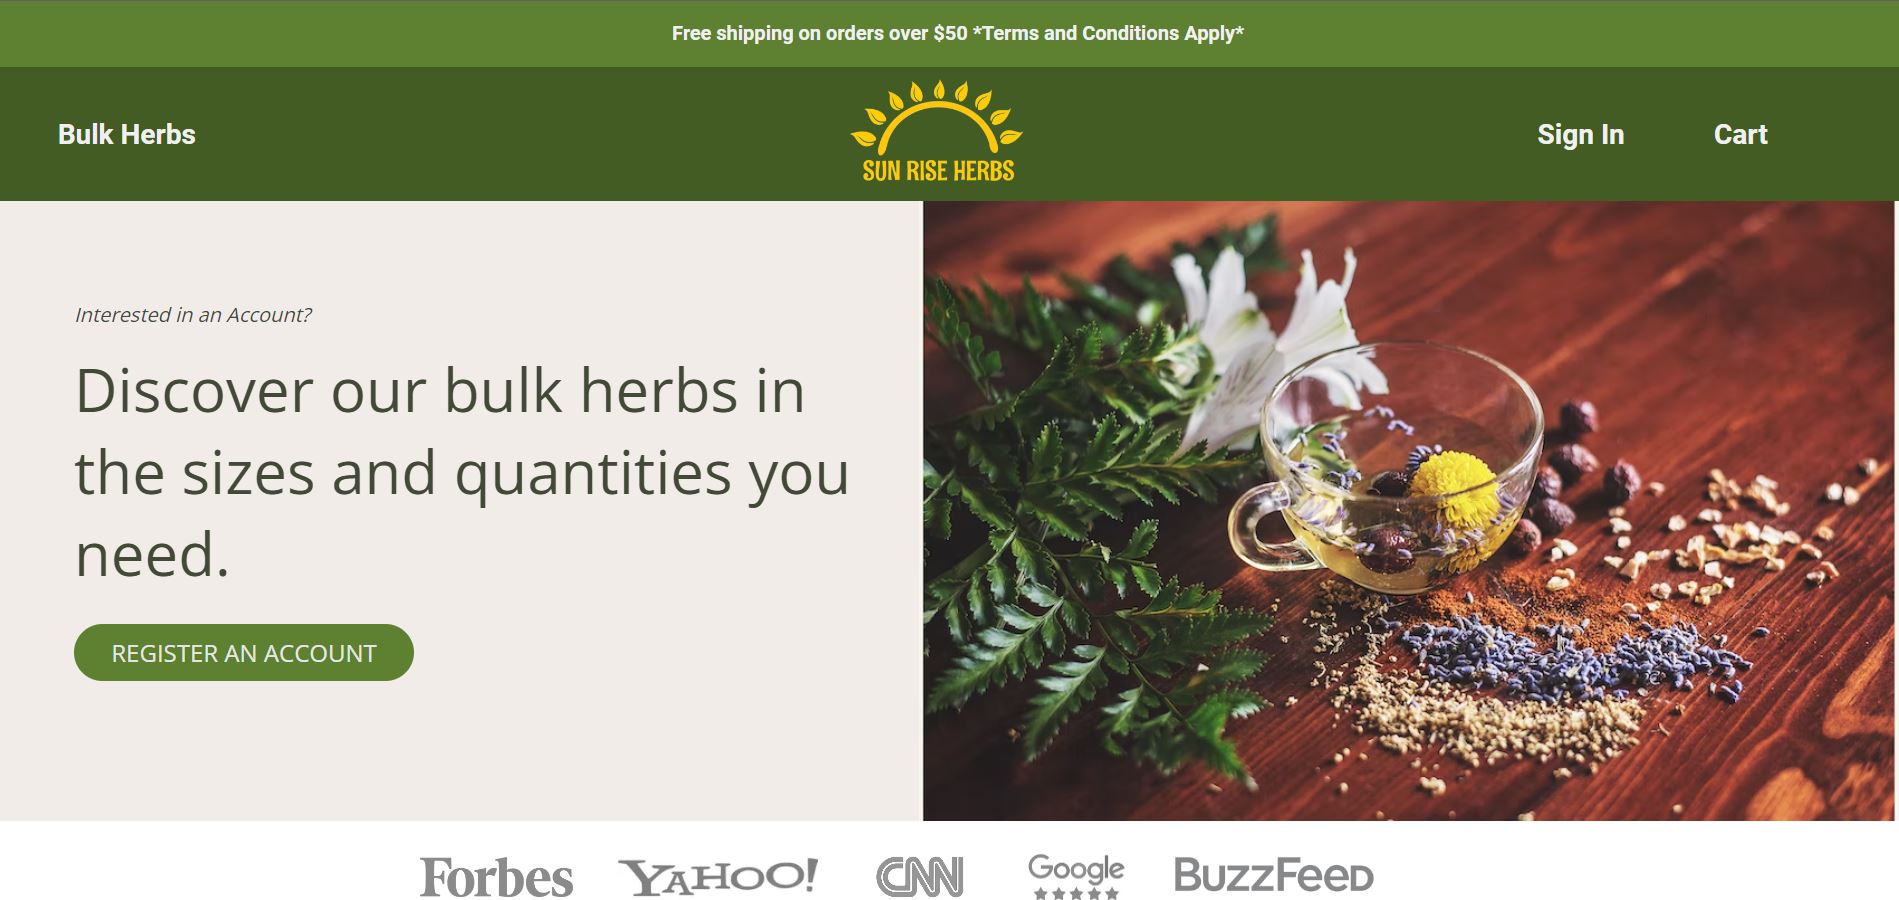 Free shipping on orders over $50 *Terms and Conditions Apply*
Bulk Herbs
SUN RISE HERBS
Sign In
Cart
Interested in an Account?
Discover our bulk herbs in
the sizes and quantities you
need.
REGISTER AN ACCOUNT
Forbes
YAHOO!
CNN
Google
BUZZFEED